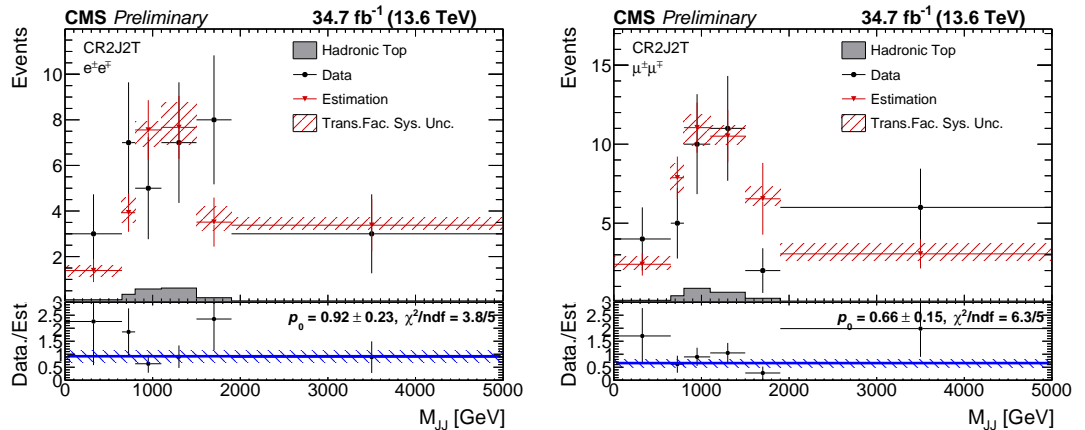 CMS Preliminary 34.7 fb⁻¹ (13.6 TeV)
Events
CR2J2T
e±e∓
Hadronic Top
Data
Estimation
Trans.Fac. Sys. Unc.
10
8
6
4
2
Data./Est
p₀ = 0.92 ± 0.23, χ²/ndf = 3.8/5
3
2.5
2
1.5
1
0.5
0
0 1000 2000 3000 4000 5000
M_JJ [GeV]
CMS Preliminary 34.7 fb⁻¹ (13.6 TeV)
Events
CR2J2T
μ±μ∓
Hadronic Top
Data
Estimation
Trans.Fac. Sys. Unc.
15
10
5
Data./Est
p₀ = 0.66 ± 0.15, χ²/ndf = 6.3/5
3
2.5
2
1.5
1
0.5
0
0 1000 2000 3000 4000 5000
M_JJ [GeV]